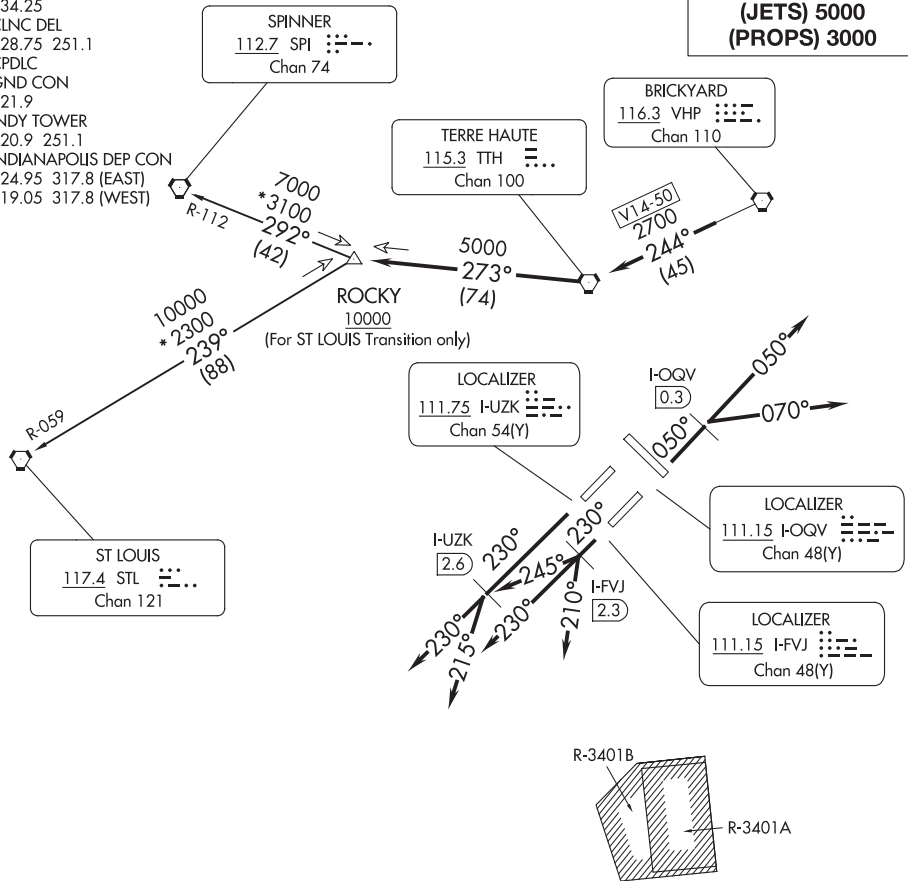 34.25
LNC DEL
28.75 251.1
PDLC
GND CON
21.9
NDY TOWER
20.9 251.1
NDIANAPOLIS DEP CON
24.95 317.8 (EAST)
19.05 317.8 (WEST)
(JETS) 5000
(PROPS) 3000
SPINNER
112.7 SPI
Chan 74
BRICKYARD
116.3 VHP
Chan 110
TERRE HAUTE
115.3 TTH
Chan 100
R-112
7000
*3100
292°
(42)
5000
273°
(74)
V14-50
2700
244°
(45)
ROCKY
10000
(For ST LOUIS Transition only)
10000
*2300
239°
(88)
R-059
ST LOUIS
117.4 STL
Chan 121
LOCALIZER
111.75 I-UZK
Chan 54(Y)
I-OQV
0.3
050°
050°
070°
LOCALIZER
111.15 I-OQV
Chan 48(Y)
I-UZK
2.6
230°
230°
245°
I-FVJ
2.3
230°
215°
230°
210°
LOCALIZER
111.15 I-FVJ
Chan 48(Y)
R-3401B
R-3401A